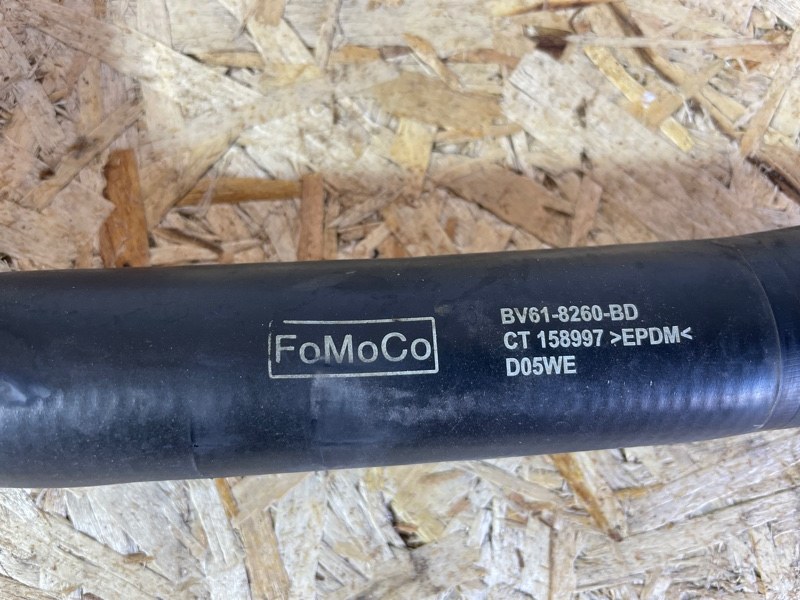 FoMoCo
BV61-8260-BD
CT 158997 >EPDM<
D05WE